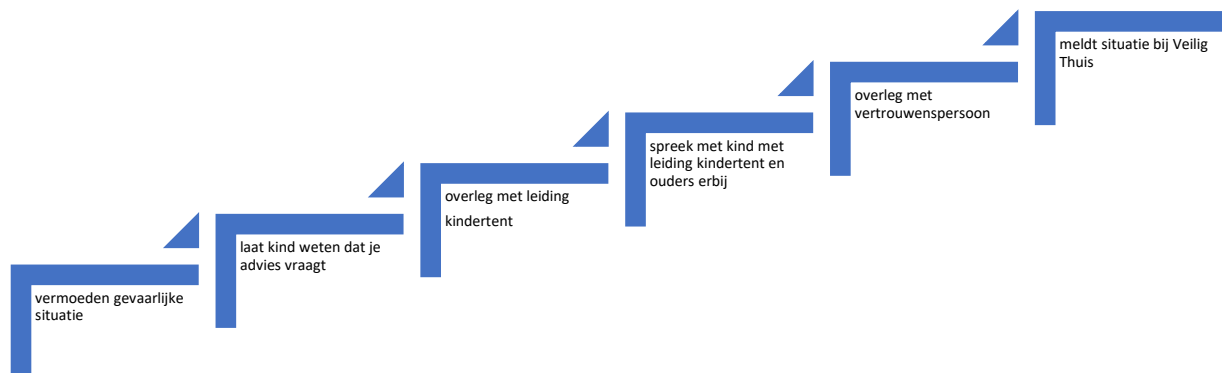 vermoeden gevaarlijke
situatie
laat kind weten dat je
advies vraagt
overleg met leiding
kindertent
spreek met kind met
leiding kindertent en
ouders erbij
overleg met
vertrouwenspersoon
meldt situatie bij Veilig
Thuis